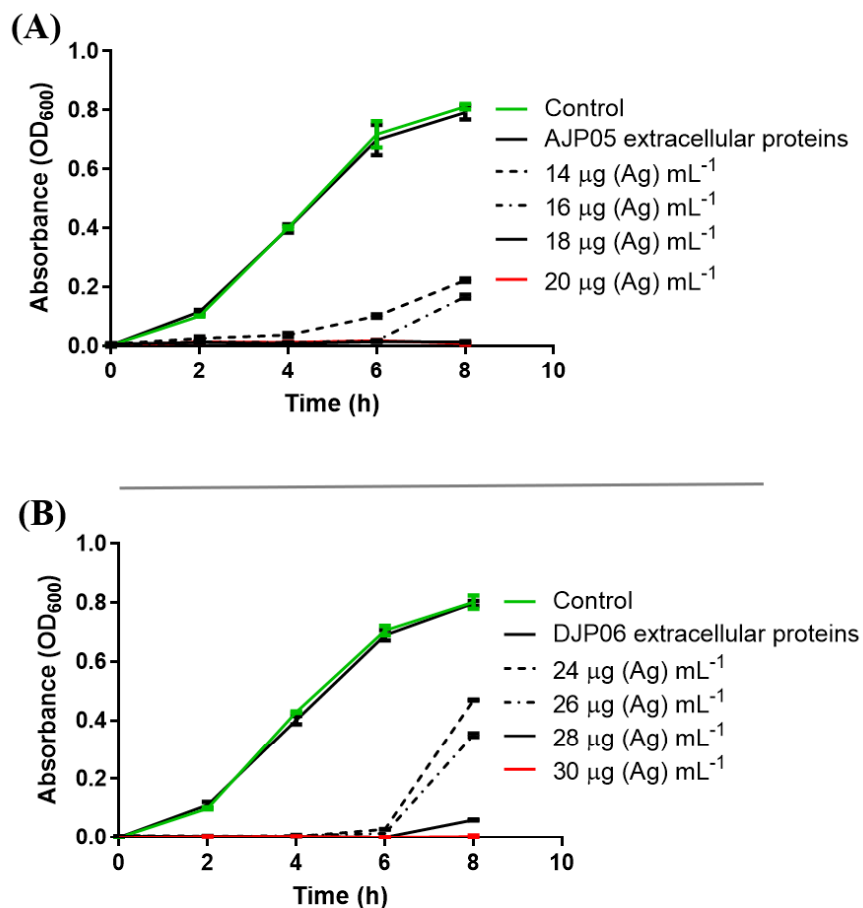 (A)
Absorbance (OD₆₀₀)
1.0
0.8
0.6
0.4
0.2
0.0
0 2 4 6 8 10
Time (h)
Control
AJP05 extracellular proteins
14 μg (Ag) mL⁻¹
16 μg (Ag) mL⁻¹
18 μg (Ag) mL⁻¹
20 μg (Ag) mL⁻¹
(B)
Absorbance (OD₆₀₀)
1.0
0.8
0.6
0.4
0.2
0.0
0 2 4 6 8 10
Time (h)
Control
DJP06 extracellular proteins
24 μg (Ag) mL⁻¹
26 μg (Ag) mL⁻¹
28 μg (Ag) mL⁻¹
30 μg (Ag) mL⁻¹